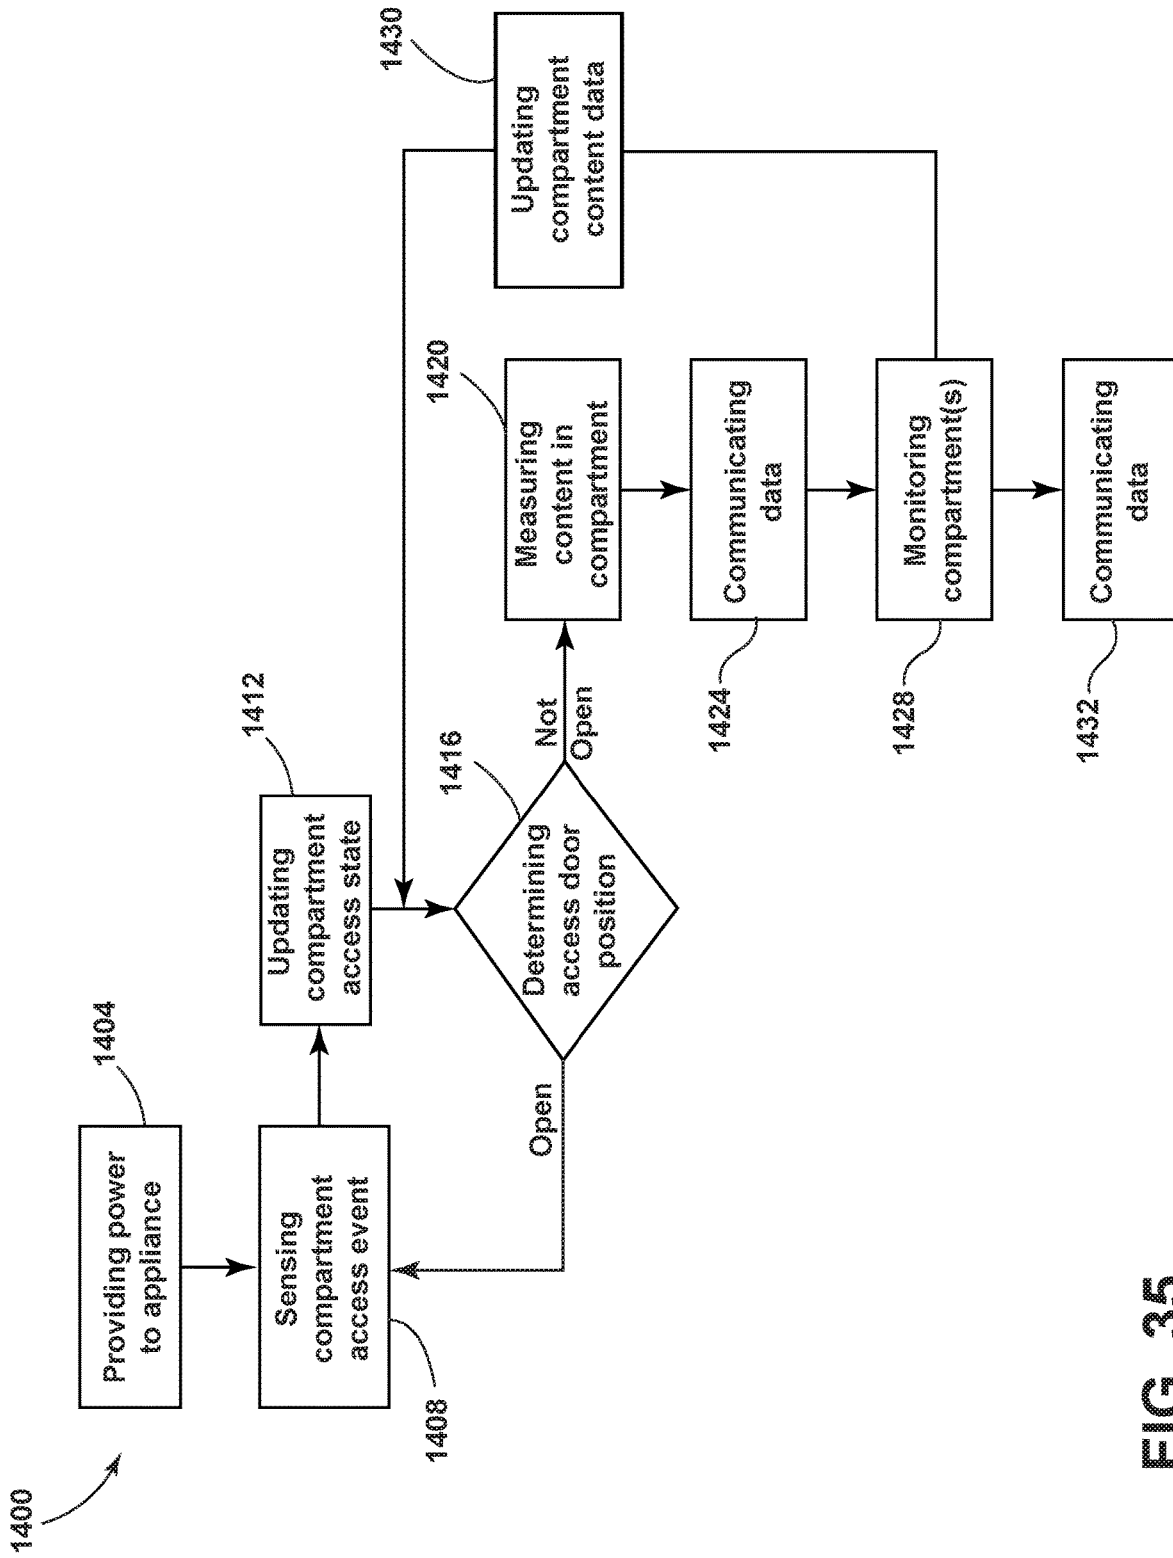 1400
Providing power
to appliance
1404
Sensing
compartment
access event
1408
Updating
compartment
access state
1412
Determining
access door
position
1416
Open
Not
Open
Measuring
content in
compartment
1420
Communicating
data
1424
Monitoring
compartment(s)
1428
Updating
compartment
content data
1430
Communicating
data
1432
FIG. 35